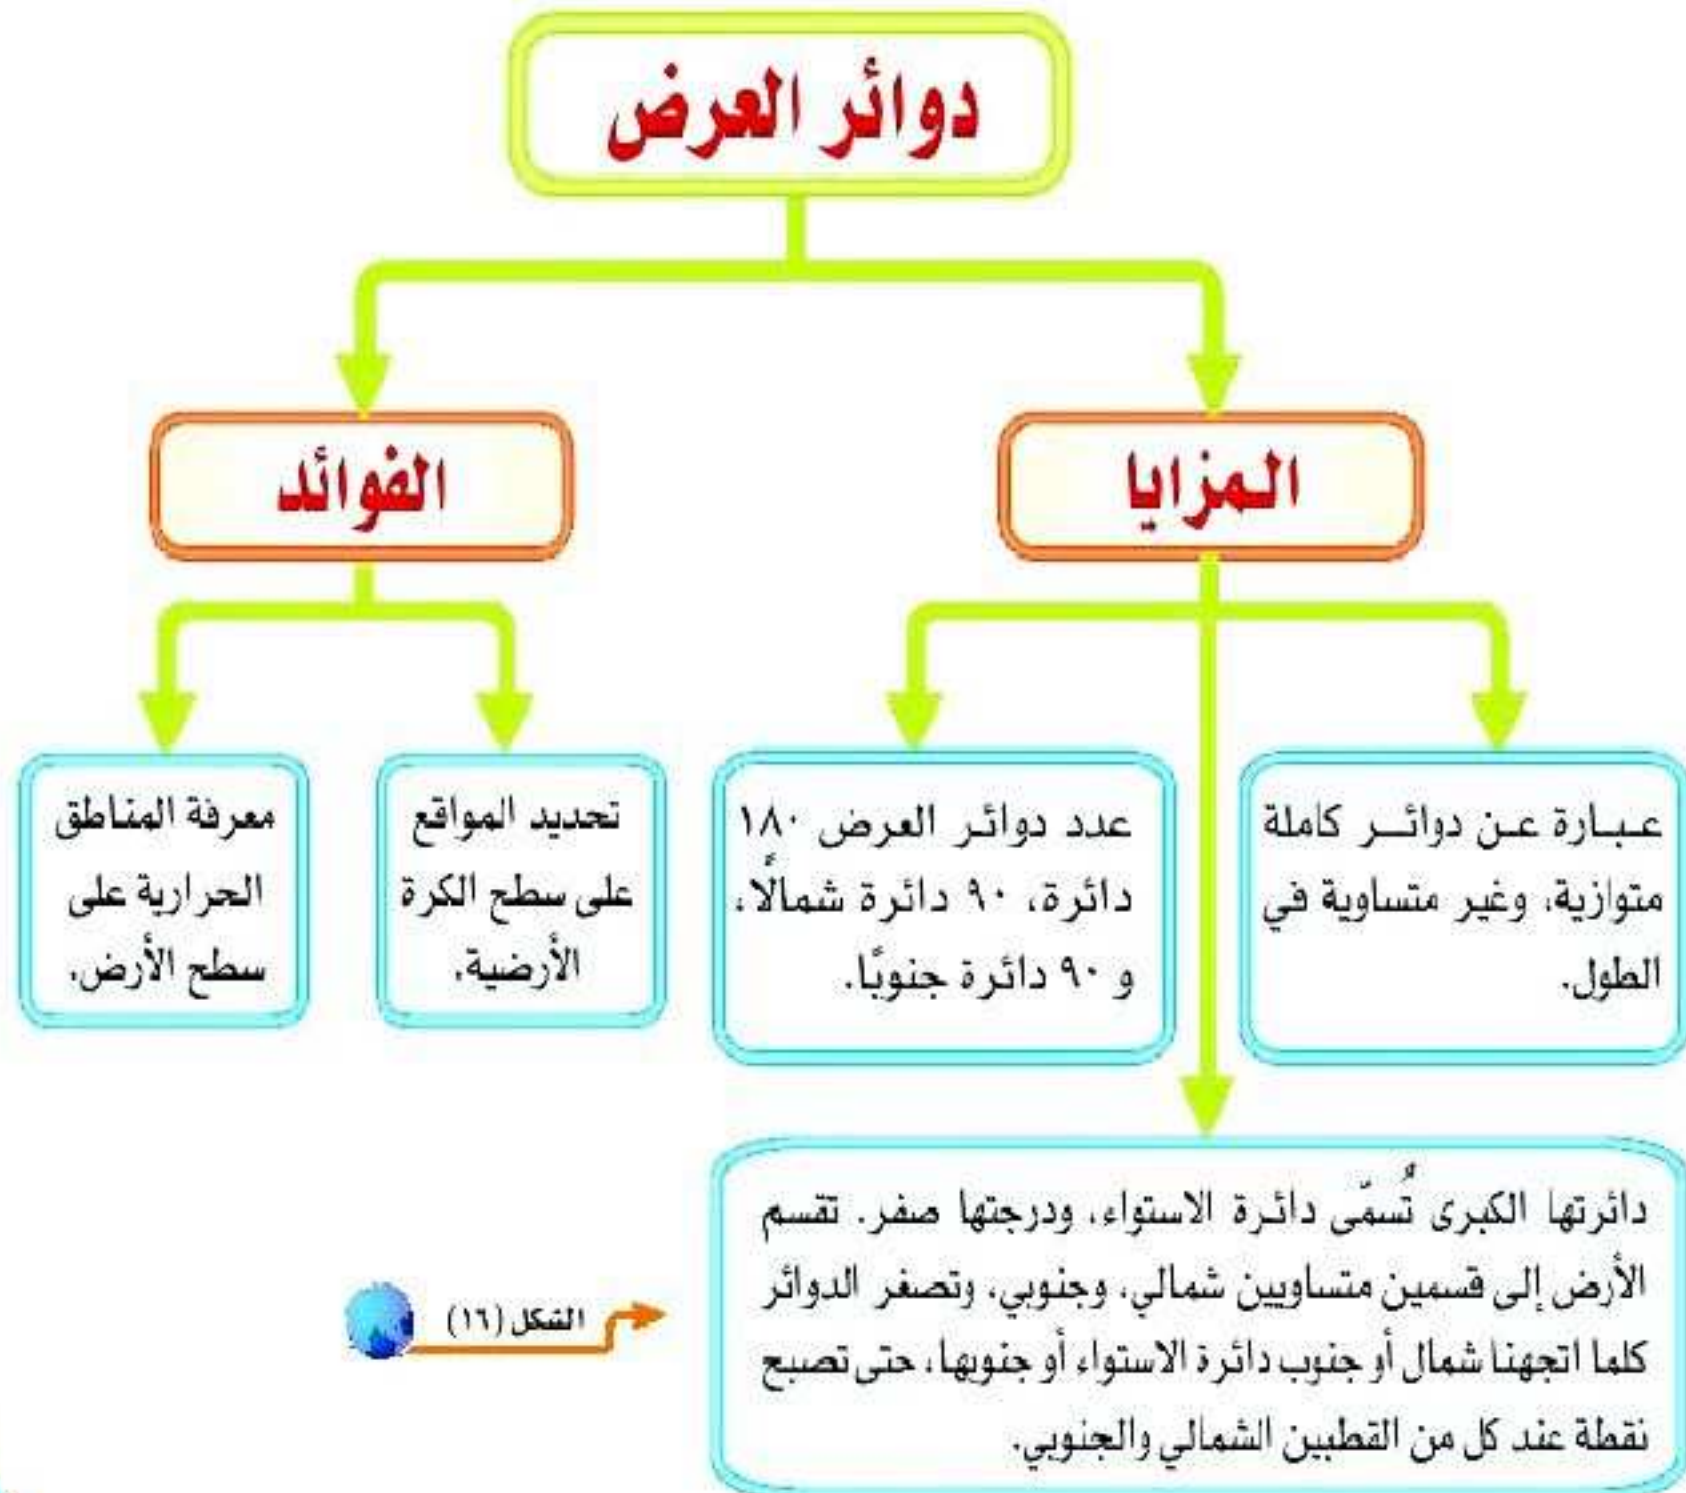 دوائر العرض
المزايا
الفوائد
عبارة عن دوائر كاملة
متوازية، وغير متساوية في
الطول.
عدد دوائر العرض ١٨٠
دائرة، ٩٠ دائرة شمالًا،
و ٩٠ دائرة جنوبًا.
دائرتها الكبرى تُسمّى دائرة الاستواء، ودرجتها صفر. تقسم
الأرض إلى قسمين متساويين شمالي، وجنوبي، وتصغر الدوائر
كلما اتجهنا شمال أو جنوب دائرة الاستواء أو جنوبها، حتى تصبح
نقطة عند كل من القطبين الشمالي والجنوبي.
تحديد المواقع
على سطح الكرة
الأرضية.
معرفة المناطق
الحرارية على
سطح الأرض.
الشكل (١٦)